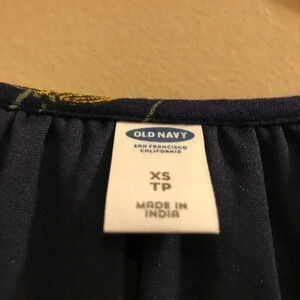 OLD NAVY
SAN FRANCISCO
CALIFORNIA
XS
TP
MADE IN
INDIA